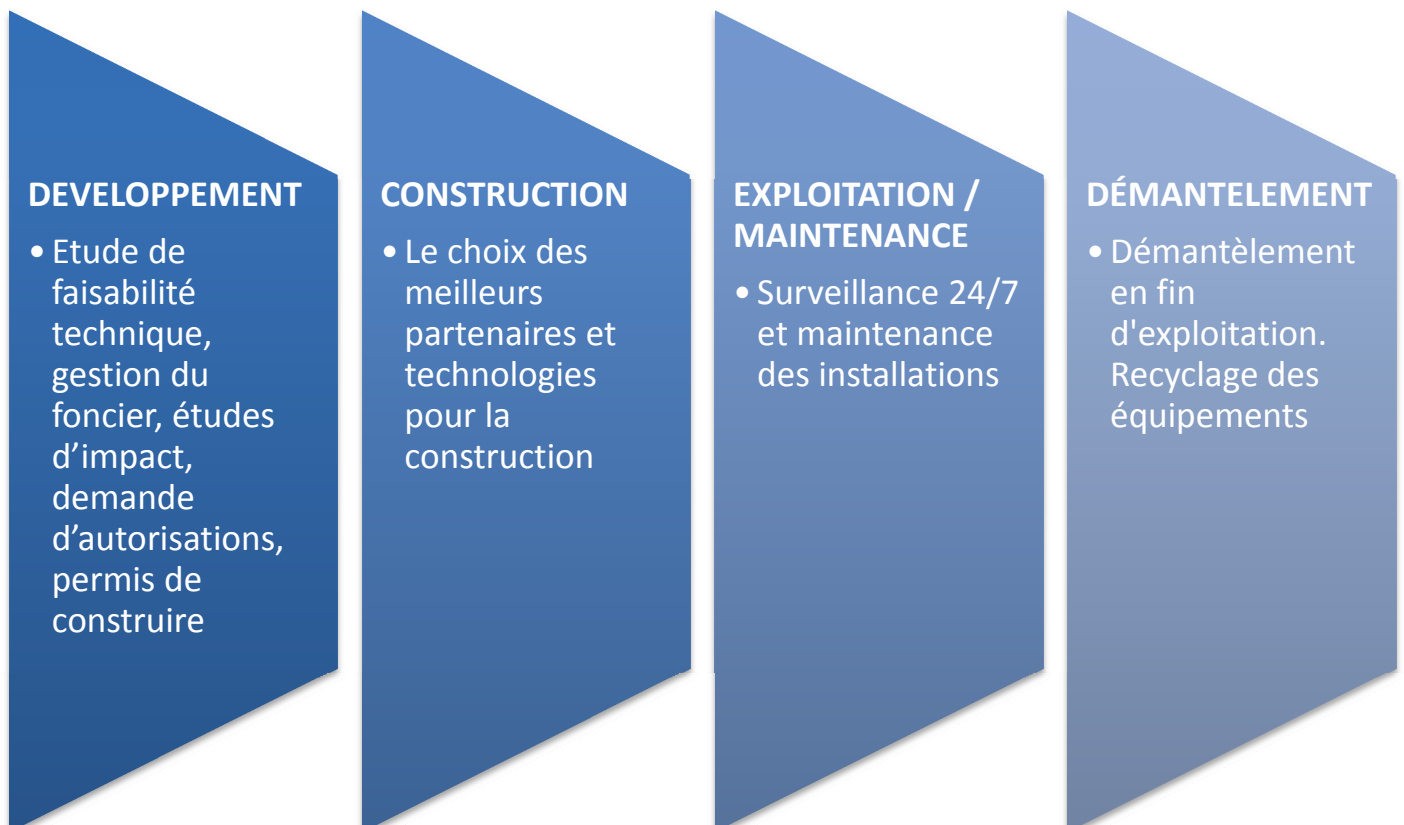 DEVELOPPEMENT
• Etude de
faisabilité
technique,
gestion du
foncier, études
d’impact,
demande
d’autorisations,
permis de
construire
CONSTRUCTION
• Le choix des
meilleurs
partenaires et
technologies
pour la
construction
EXPLOITATION /
MAINTENANCE
• Surveillance 24/7
et maintenance
des installations
DÉMANTELEMENT
• Démantèlement
en fin
d'exploitation.
Recyclage des
équipements